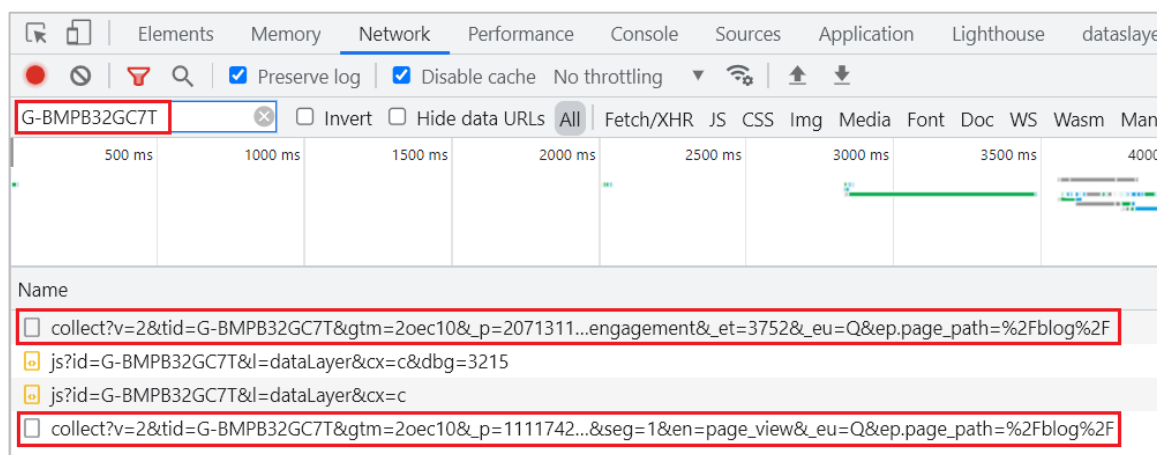 Elements Memory Network Performance Console Sources Application Lighthouse dataslaye
Preserve log Disable cache No throttling
G-BMPB32GC7T Invert Hide data URLs All Fetch/XHR JS CSS Img Media Font Doc WS Wasm Man
500 ms 1000 ms 1500 ms 2000 ms 2500 ms 3000 ms 3500 ms 4000
Name
collect?v=2&tid=G-BMPB32GC7T&gtm=2oec10&_p=2071311...engagement&_et=3752&_eu=Q&ep.page_path=%2Fblog%2F
js?id=G-BMPB32GC7T&l=dataLayer&cx=c&dbg=3215
js?id=G-BMPB32GC7T&l=dataLayer&cx=c
collect?v=2&tid=G-BMPB32GC7T&gtm=2oec10&_p=1111742...&seg=1&en=page_view&_eu=Q&ep.page_path=%2Fblog%2F